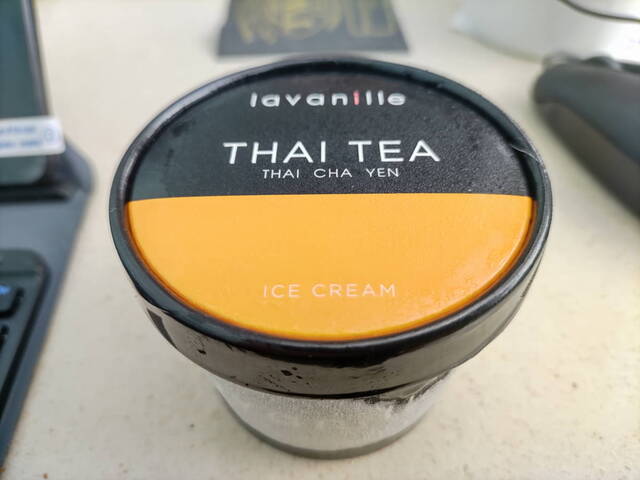 lavanille
THAI TEA
THAI CHA YEN
ICE CREAM